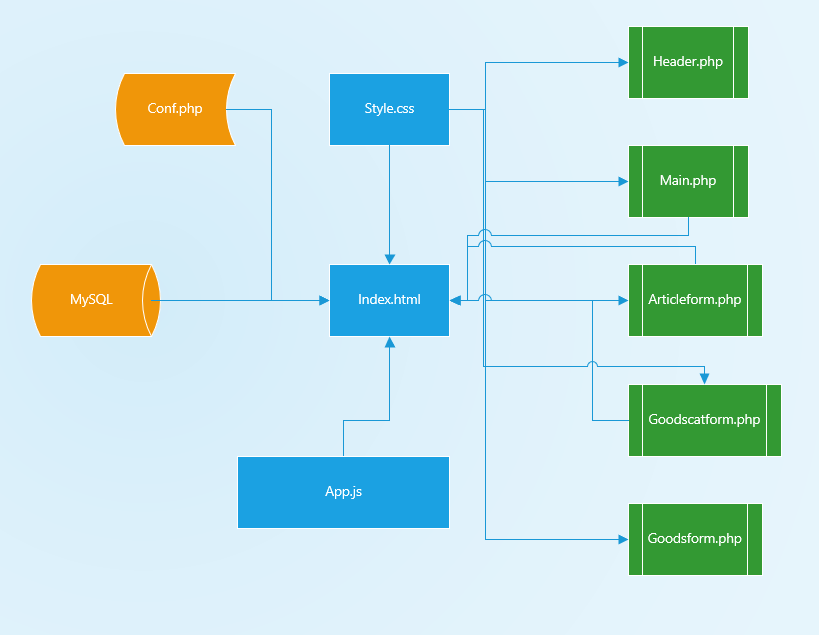 Header.php
Conf.php
Style.css
Main.php
MySQL
Index.html
Articleform.php
Goodscatform.php
App.js
Goodsform.php